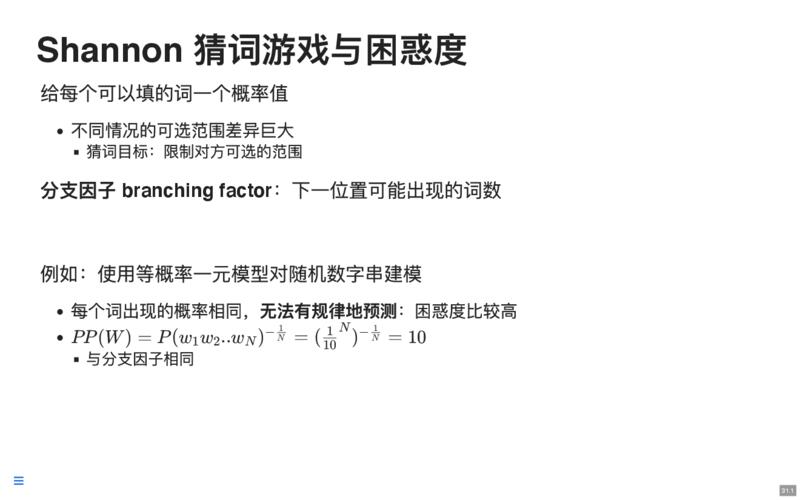 Shannon 猜词游戏与困惑度
给每个可以填的词一个概率值
• 不同情况的可选范围差异巨大
▪ 猜词目标：限制对方可选的范围
分支因子 branching factor：下一位置可能出现的词数
例如：使用等概率一元模型对随机数字串建模
• 每个词出现的概率相同，无法有规律地预测：困惑度比较高
• PP(W) = P(w₁w₂..w_N)^{-1/N} = (1/10^N)^{-1/N} = 10
▪ 与分支因子相同
31.1